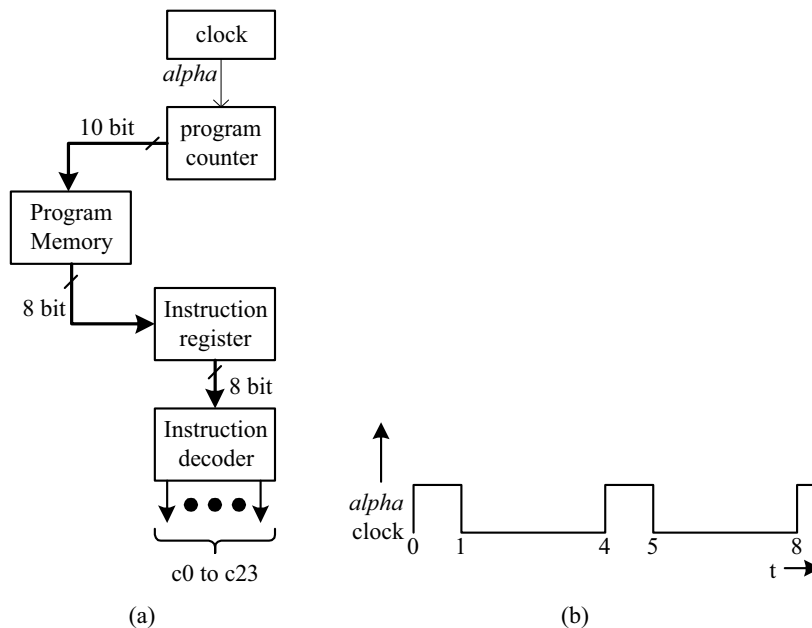 clock
alpha
10 bit
program
counter
Program
Memory
8 bit
Instruction
register
8 bit
Instruction
decoder
c0 to c23
(a)
alpha
clock
0 1 4 5 8
t
(b)